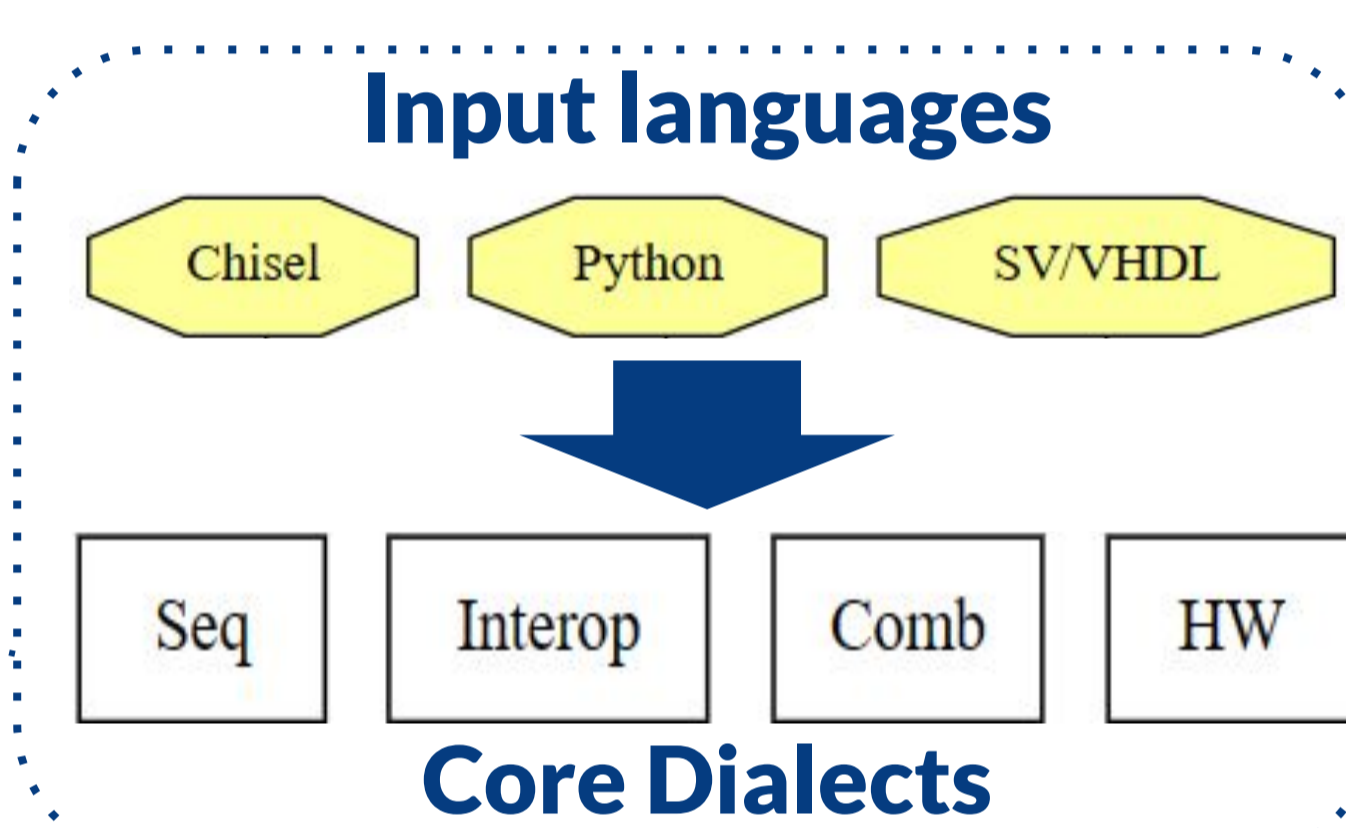 Input languages
Chisel Python SV/VHDL
Seq Interop Comb HW
Core Dialects